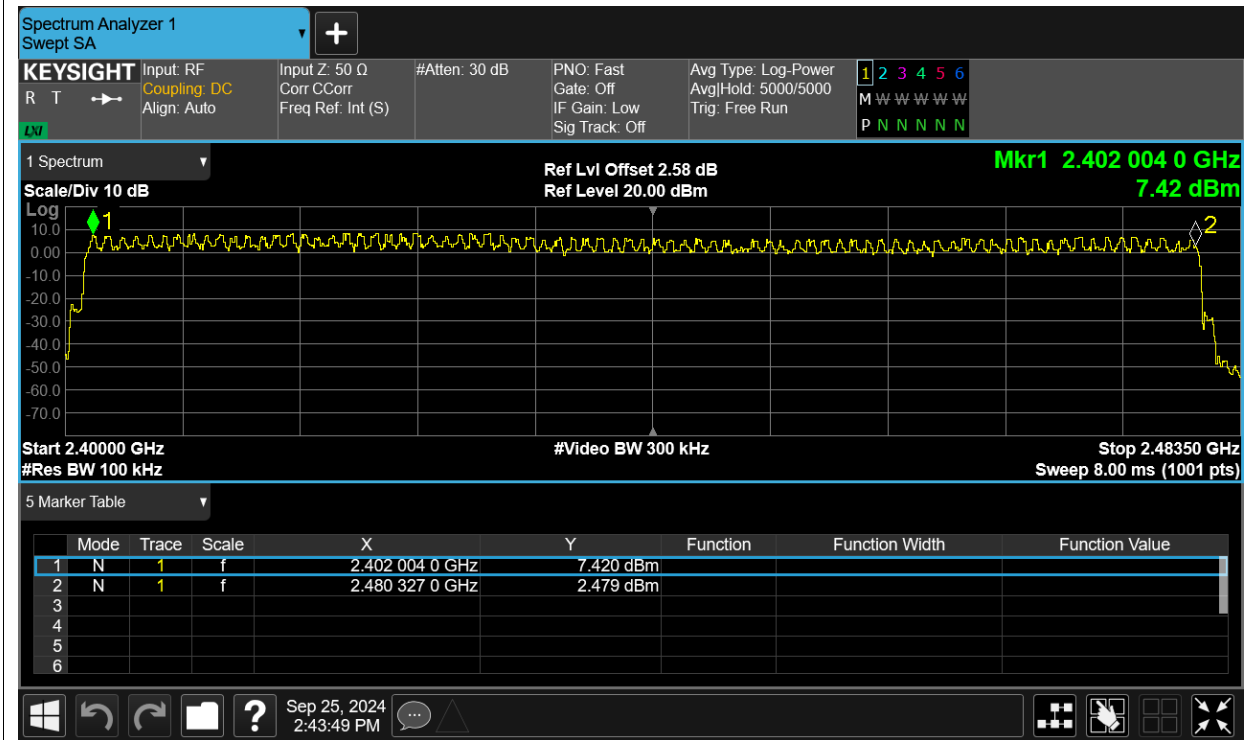 Spectrum Analyzer 1
Swept SA
+
KEYSIGHT Input: RF Input Z: 50 Ω #Atten: 30 dB PNO: Fast Avg Type: Log-Power 1 2 3 4 5 6
R T Coupling: DC Corr CCorr Gate: Off Avg|Hold: 5000/5000 M W W W W W
Align: Auto Freq Ref: Int (S) IF Gain: Low Trig: Free Run
LXI Sig Track: Off P N N N N N
1 Spectrum Ref Lvl Offset 2.58 dB Mkr1 2.402 004 0 GHz
Scale/Div 10 dB Ref Level 20.00 dBm 7.42 dBm
Log
1
2
10.0
0.00
-10.0
-20.0
-30.0
-40.0
-50.0
-60.0
-70.0
Start 2.40000 GHz #Video BW 300 kHz Stop 2.48350 GHz
#Res BW 100 kHz Sweep 8.00 ms (1001 pts)
5 Marker Table
Mode Trace Scale X Y Function Function Width Function Value
1 N 1 f 2.402 004 0 GHz 7.420 dBm
2 N 1 f 2.480 327 0 GHz 2.479 dBm
3
4
5
6
? Sep 25, 2024
2:43:49 PM